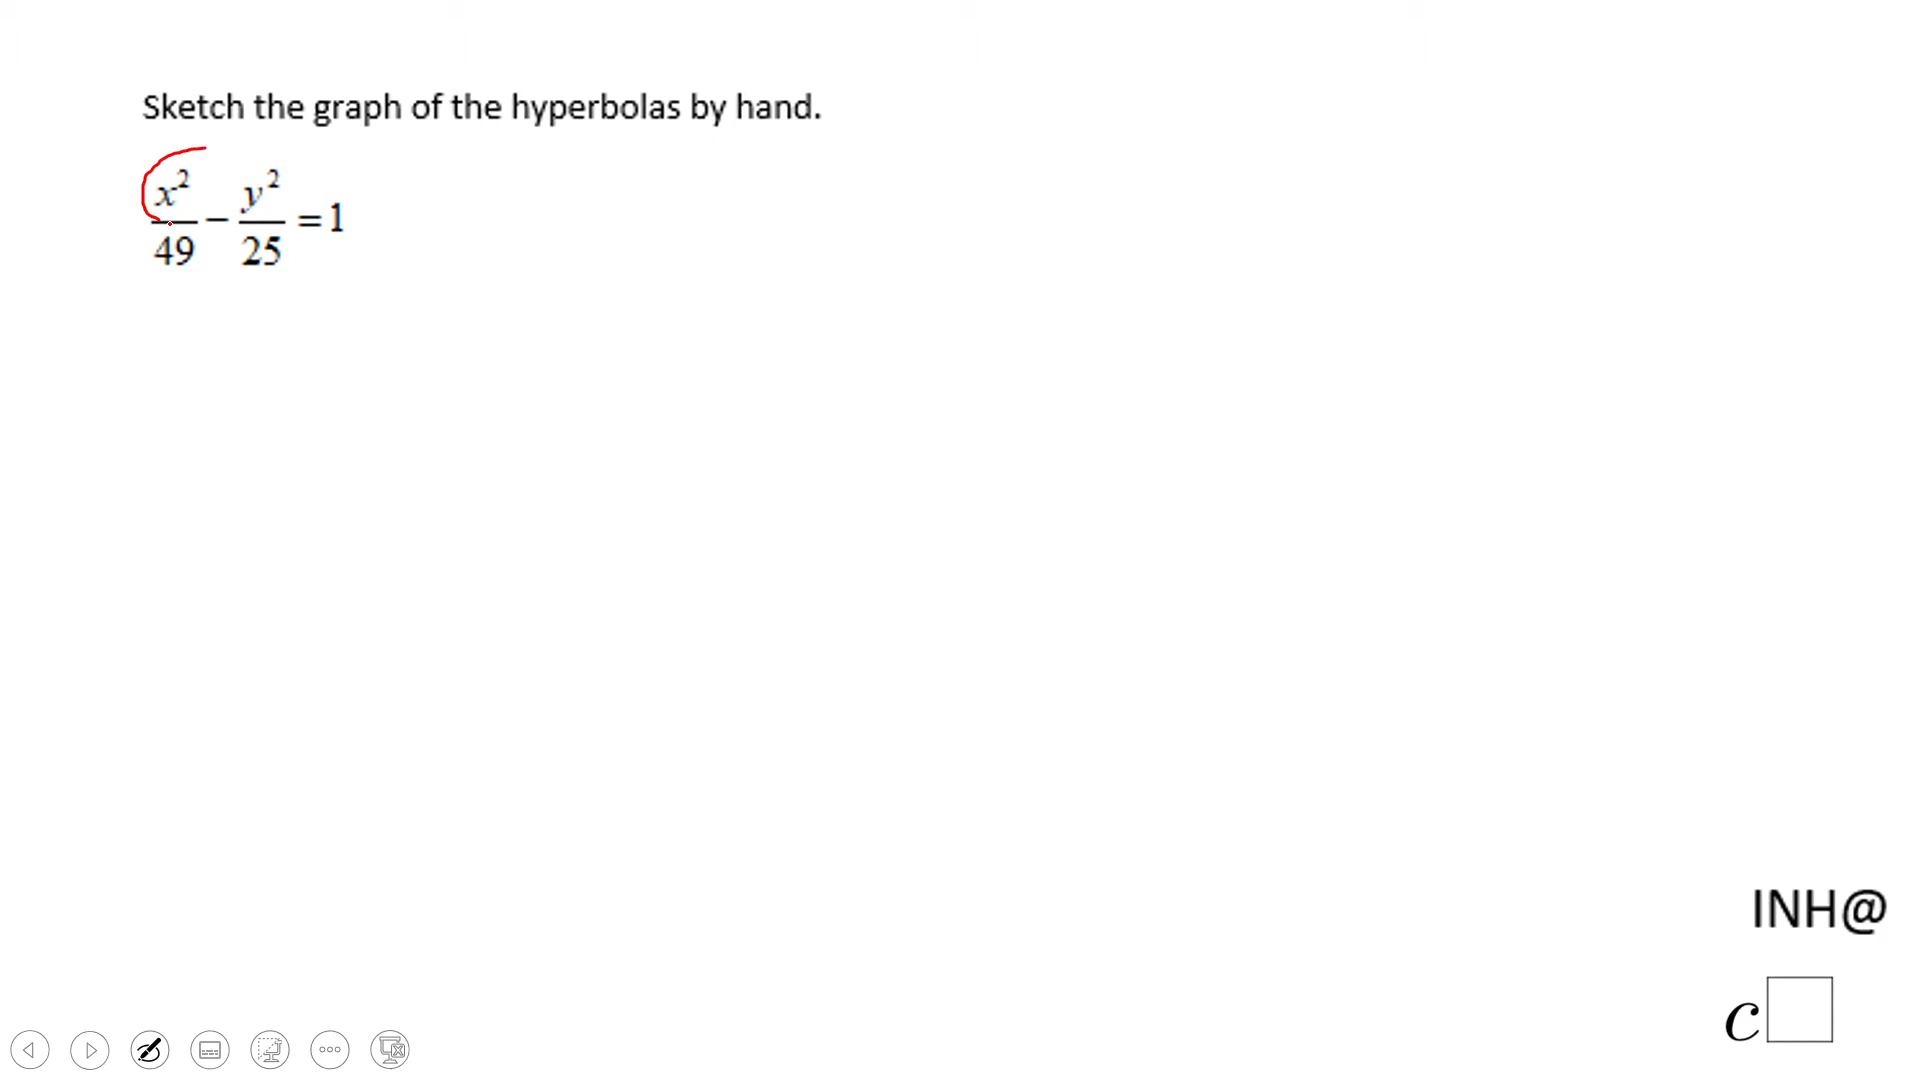 Sketch the graph of the hyperbolas by hand.
x²/49 − y²/25 = 1
INH@
c□